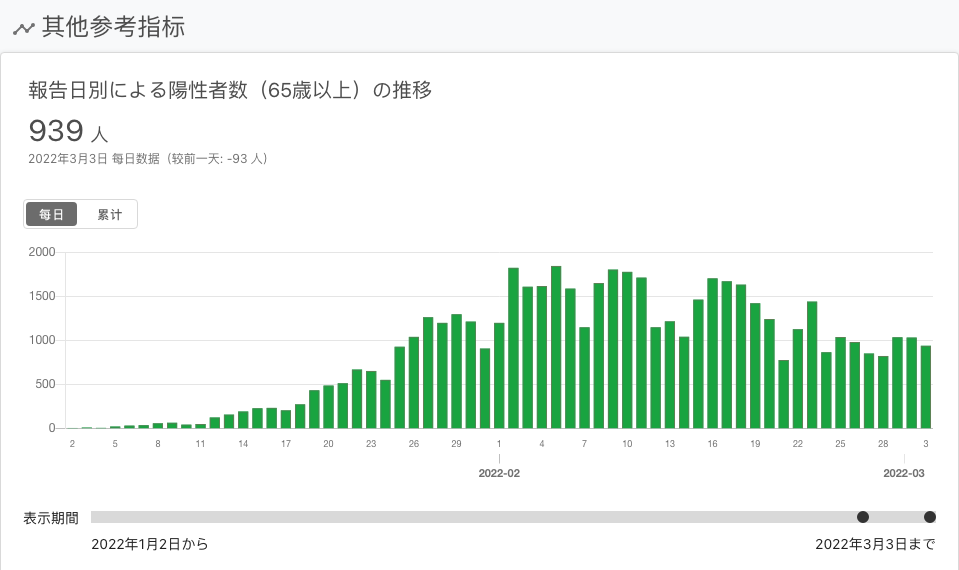 其他参考指标
報告日別による陽性者数（65歳以上）の推移
939 人
2022年3月3日 每日数据（较前一天: -93 人）
每日 累计
2000
1500
1000
500
0
2 5 8 11 14 17 20 23 26 29 1 4 7 10 13 16 19 22 25 28 3
2022-02 2022-03
表示期間
2022年1月2日から 2022年3月3日まで